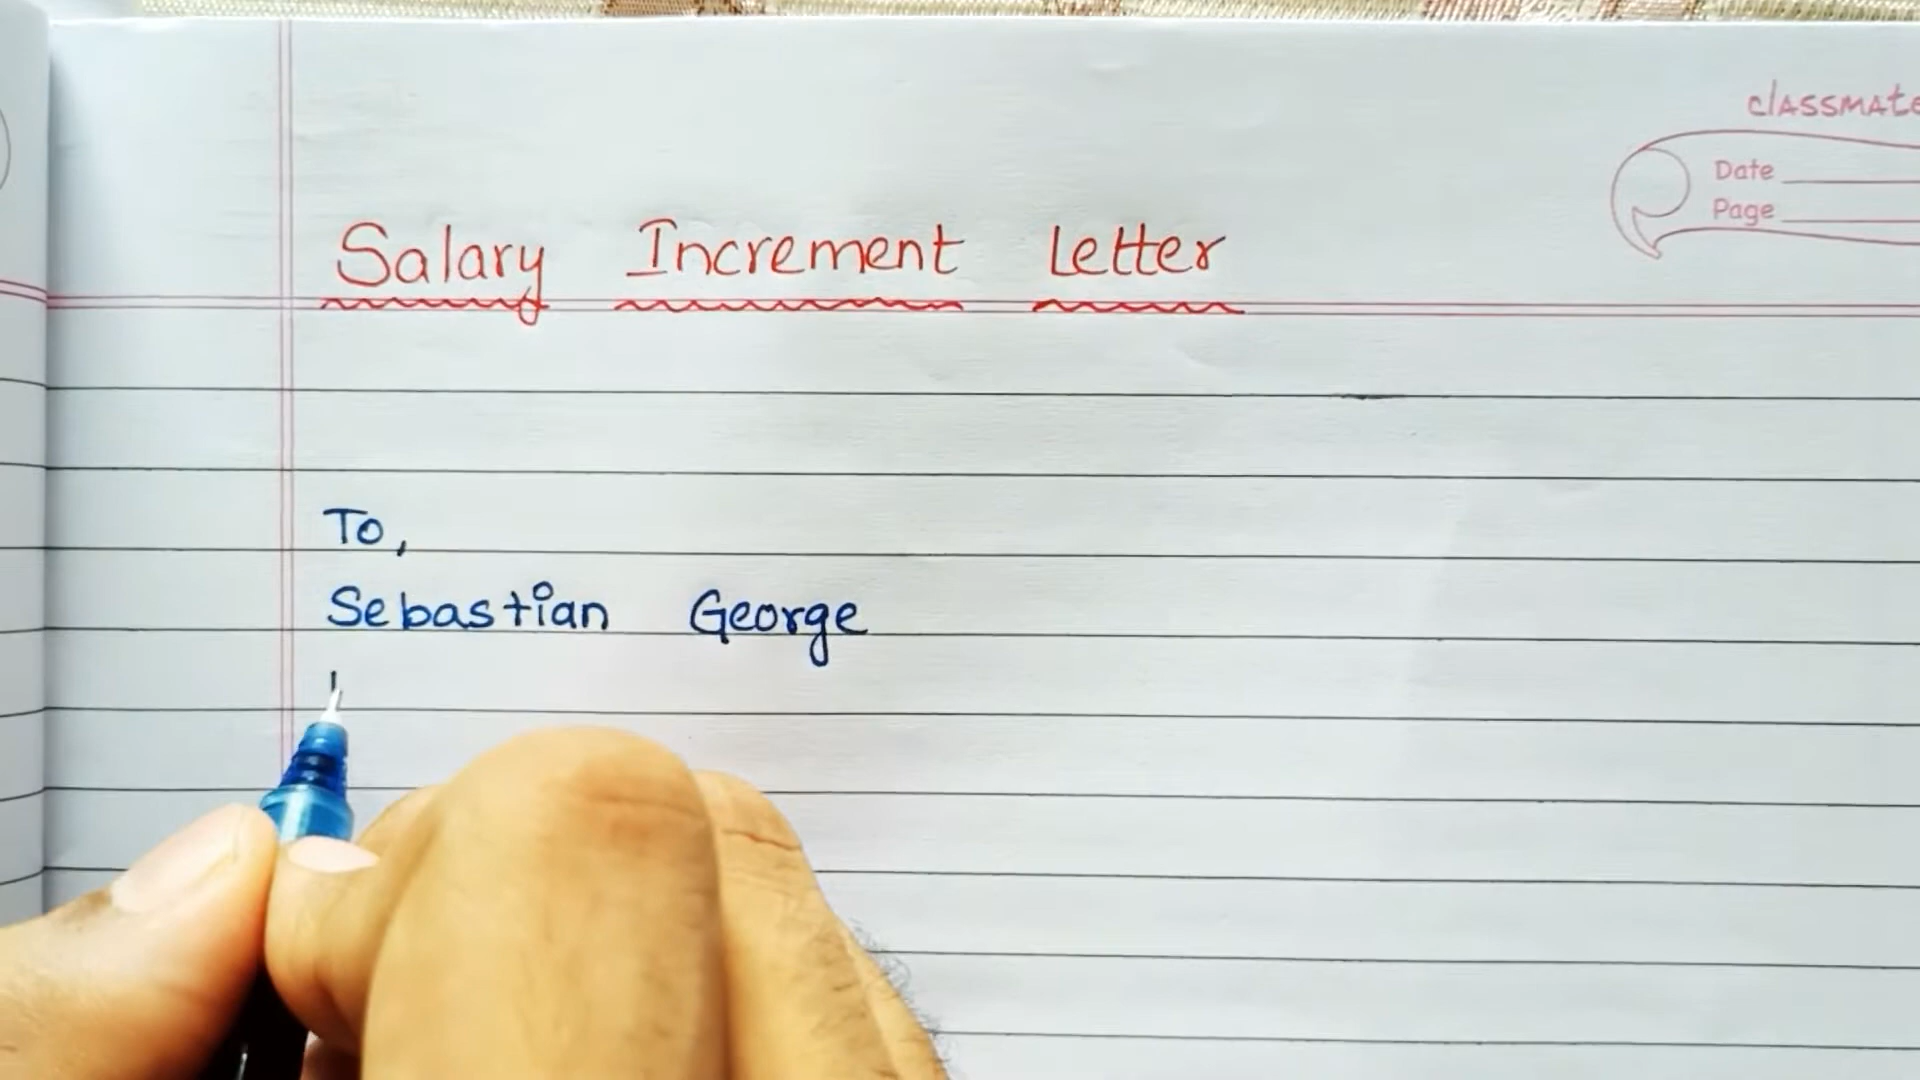 classmate
Date
Page
Salary Increment Letter
To,
Sebastian George